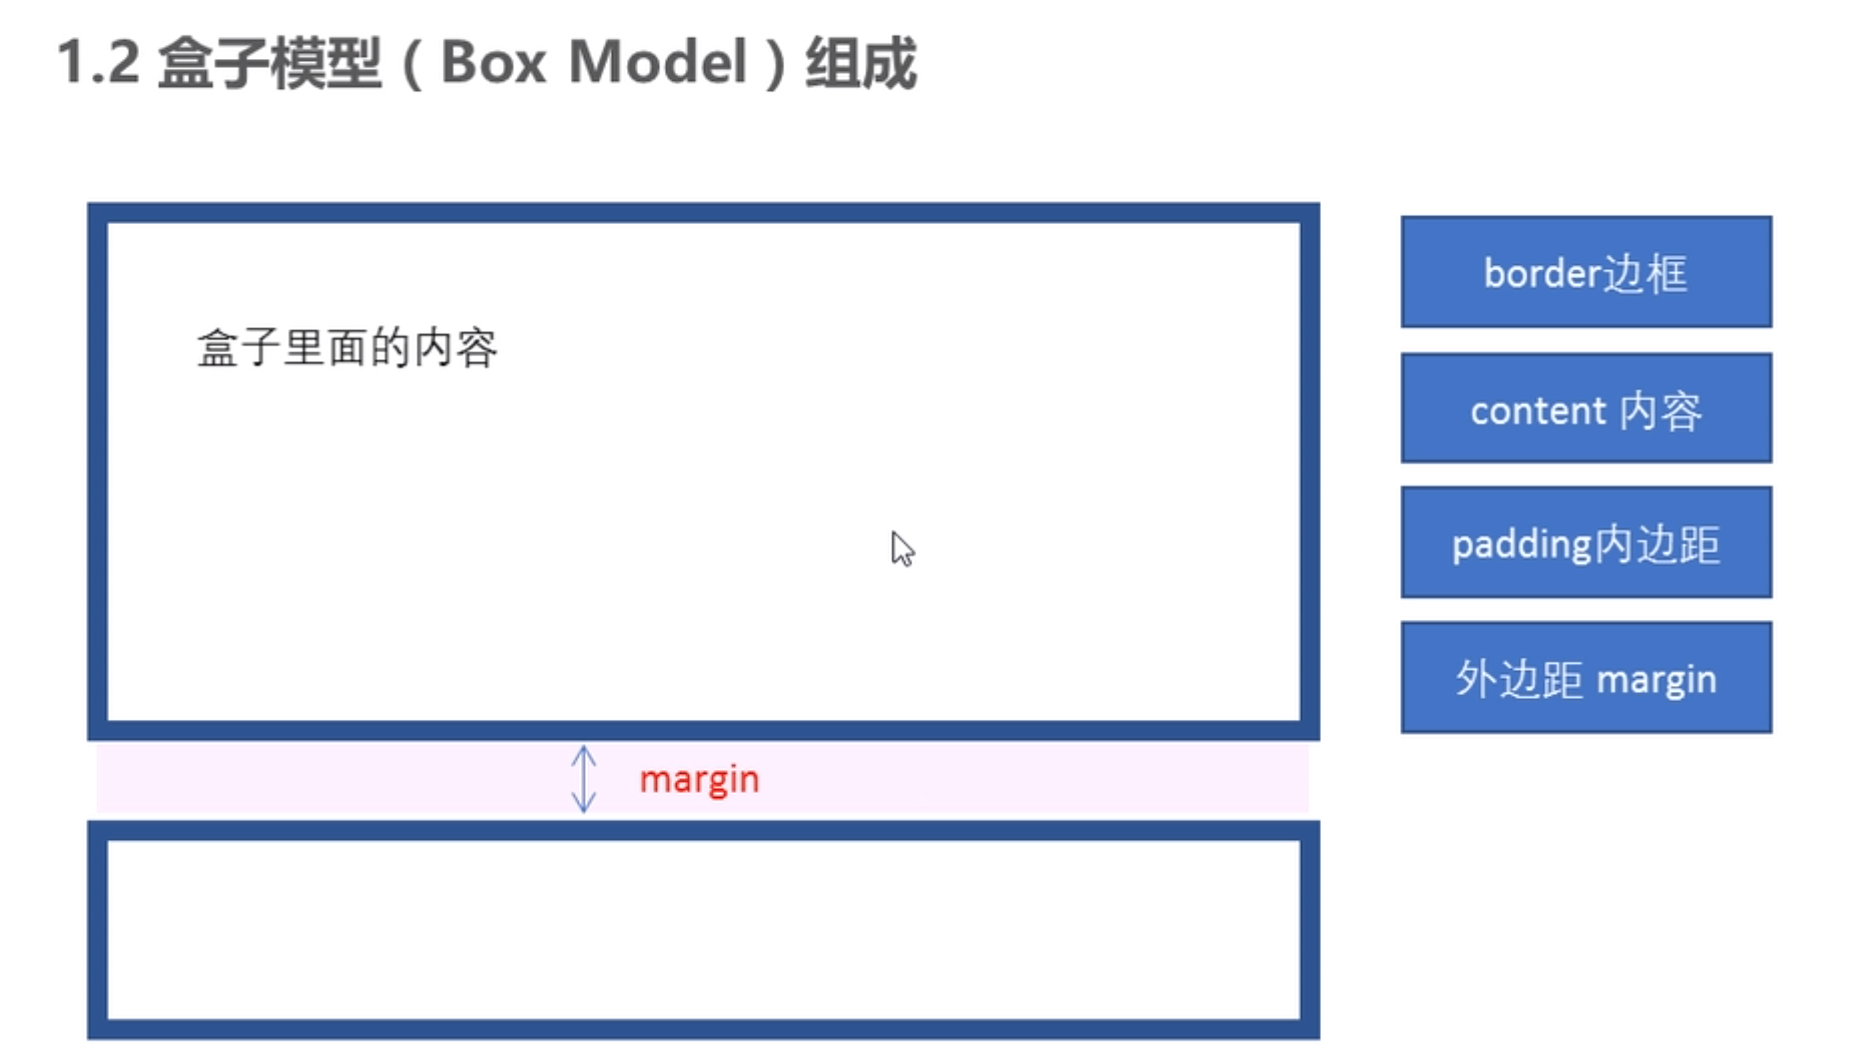 1.2 盒子模型（Box Model）组成
盒子里面的内容
border边框
content 内容
padding内边距
外边距 margin
margin